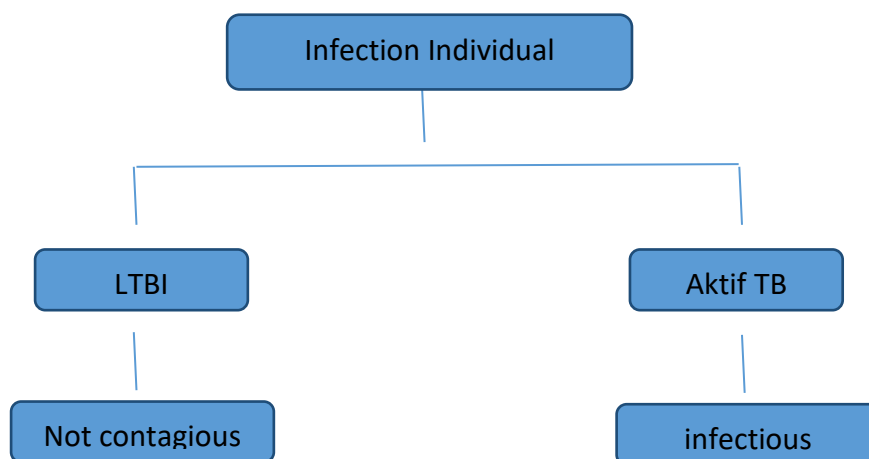 Infection Individual
LTBI
Aktif TB
Not contagious
infectious